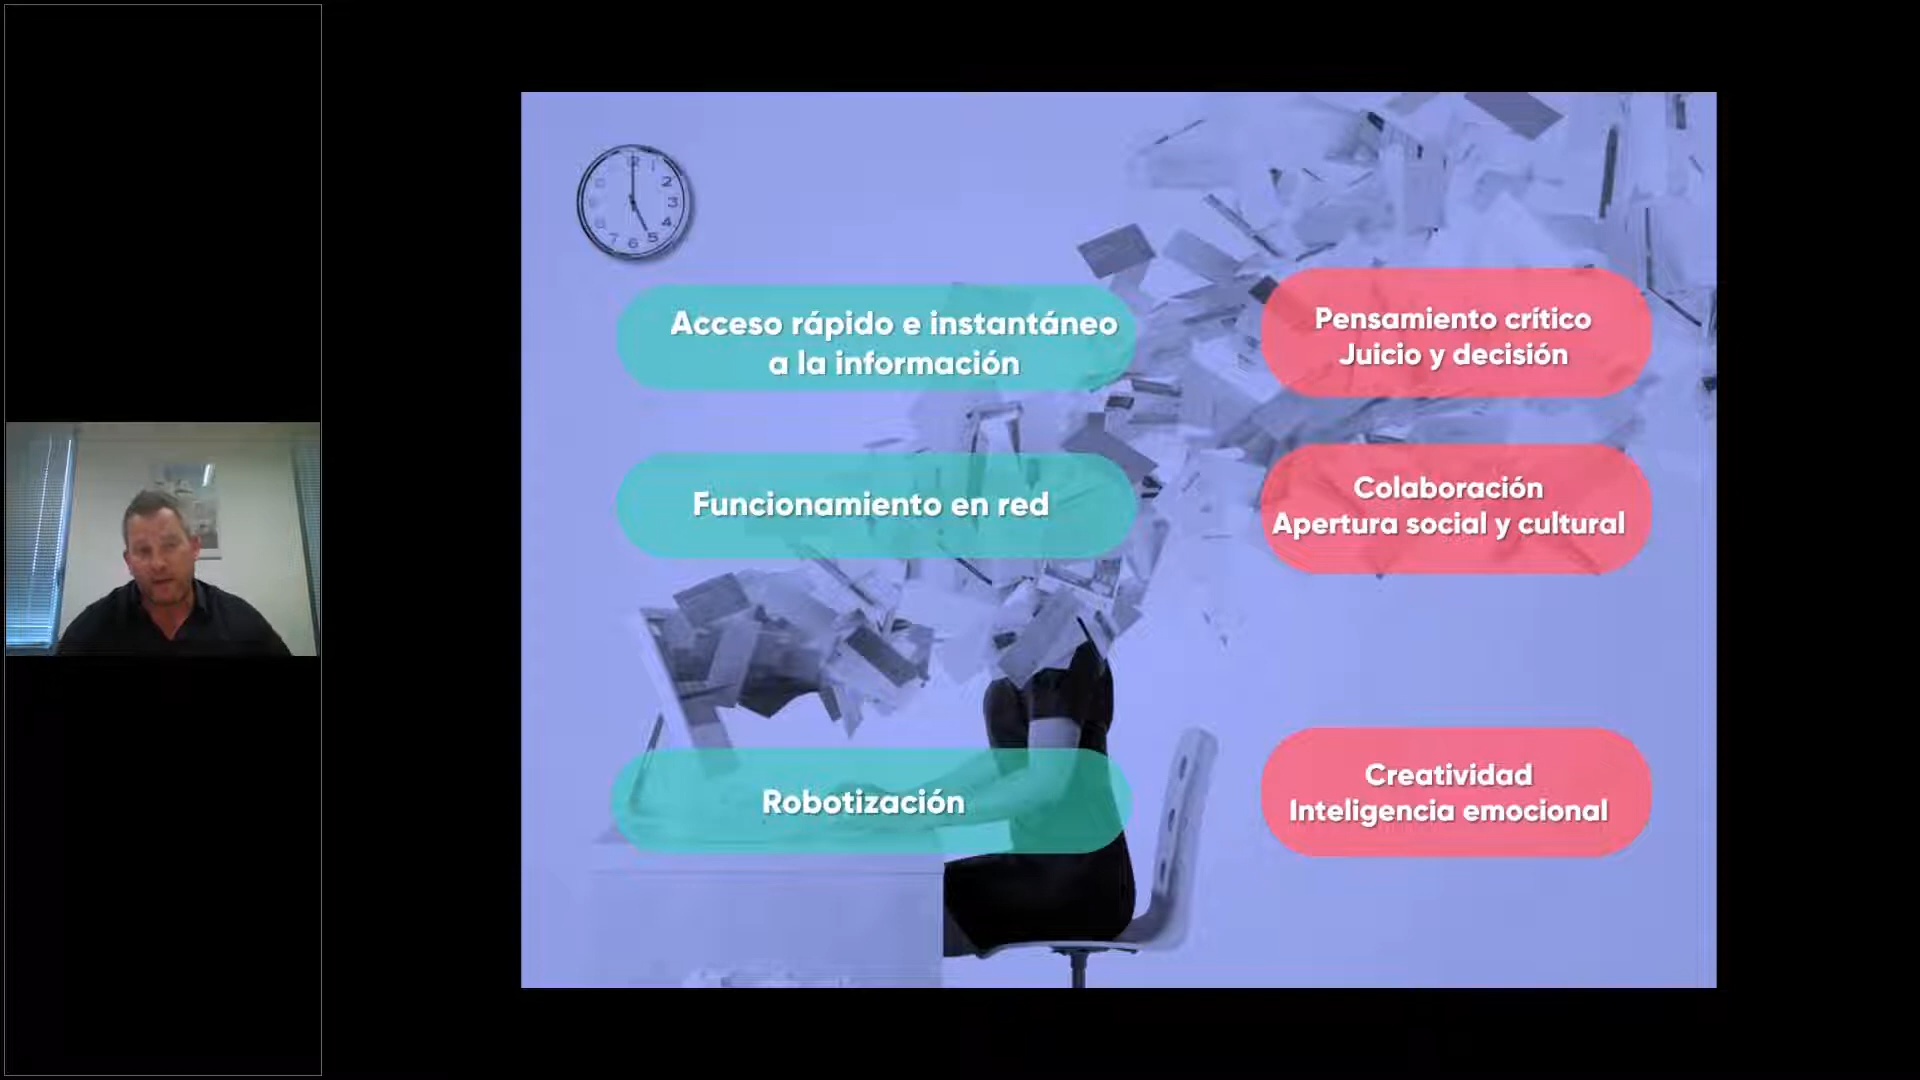 Acceso rápido e instantáneo
a la información
Pensamiento crítico
Juicio y decisión
Funcionamiento en red
Colaboración
Apertura social y cultural
Robotización
Creatividad
Inteligencia emocional